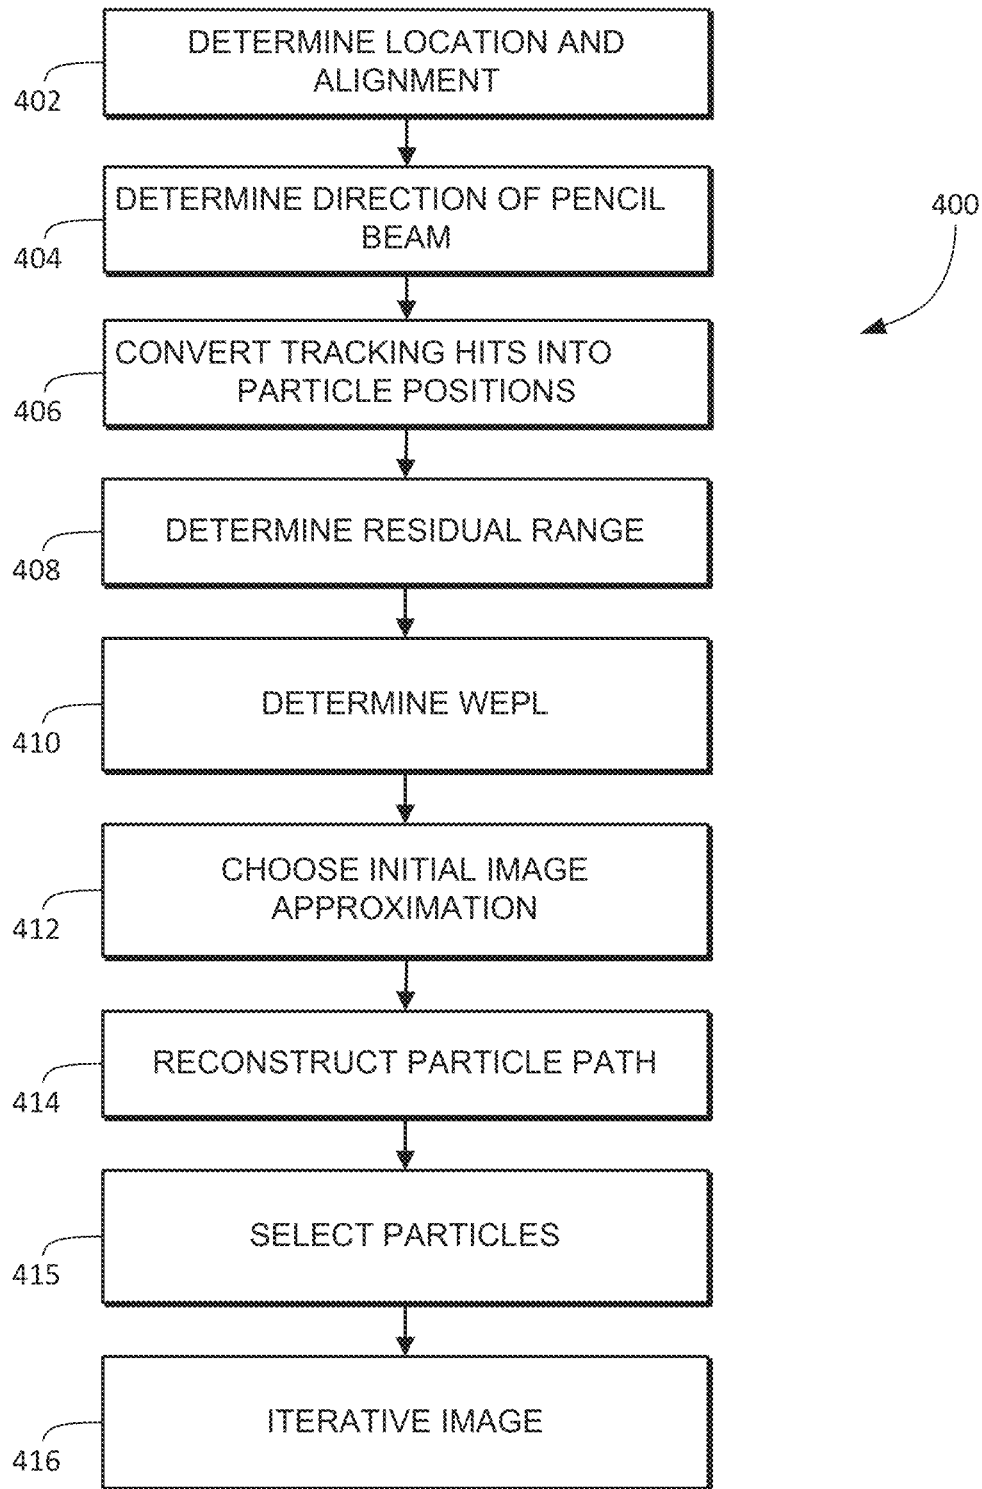 DETERMINE LOCATION AND
ALIGNMENT
402
DETERMINE DIRECTION OF PENCIL
BEAM
404
400
CONVERT TRACKING HITS INTO
PARTICLE POSITIONS
406
DETERMINE RESIDUAL RANGE
408
DETERMINE WEPL
410
CHOOSE INITIAL IMAGE
APPROXIMATION
412
RECONSTRUCT PARTICLE PATH
414
SELECT PARTICLES
415
ITERATIVE IMAGE
416